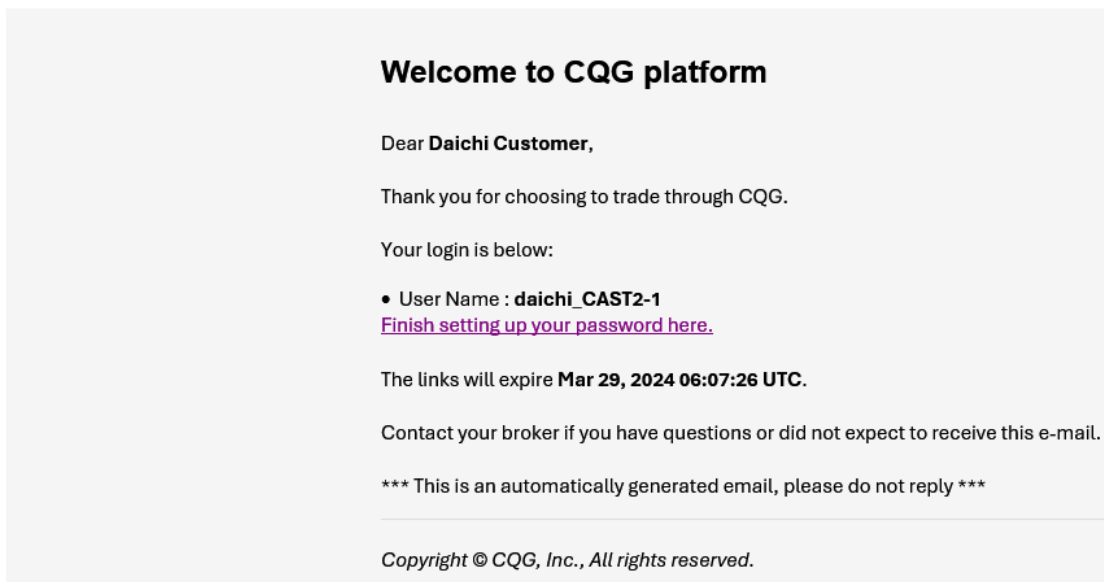 Welcome to CQG platform
Dear Daichi Customer,
Thank you for choosing to trade through CQG.
Your login is below:
• User Name : daichi_CAST2-1
Finish setting up your password here.
The links will expire Mar 29, 2024 06:07:26 UTC.
Contact your broker if you have questions or did not expect to receive this e-mail.
*** This is an automatically generated email, please do not reply ***
Copyright © CQG, Inc., All rights reserved.